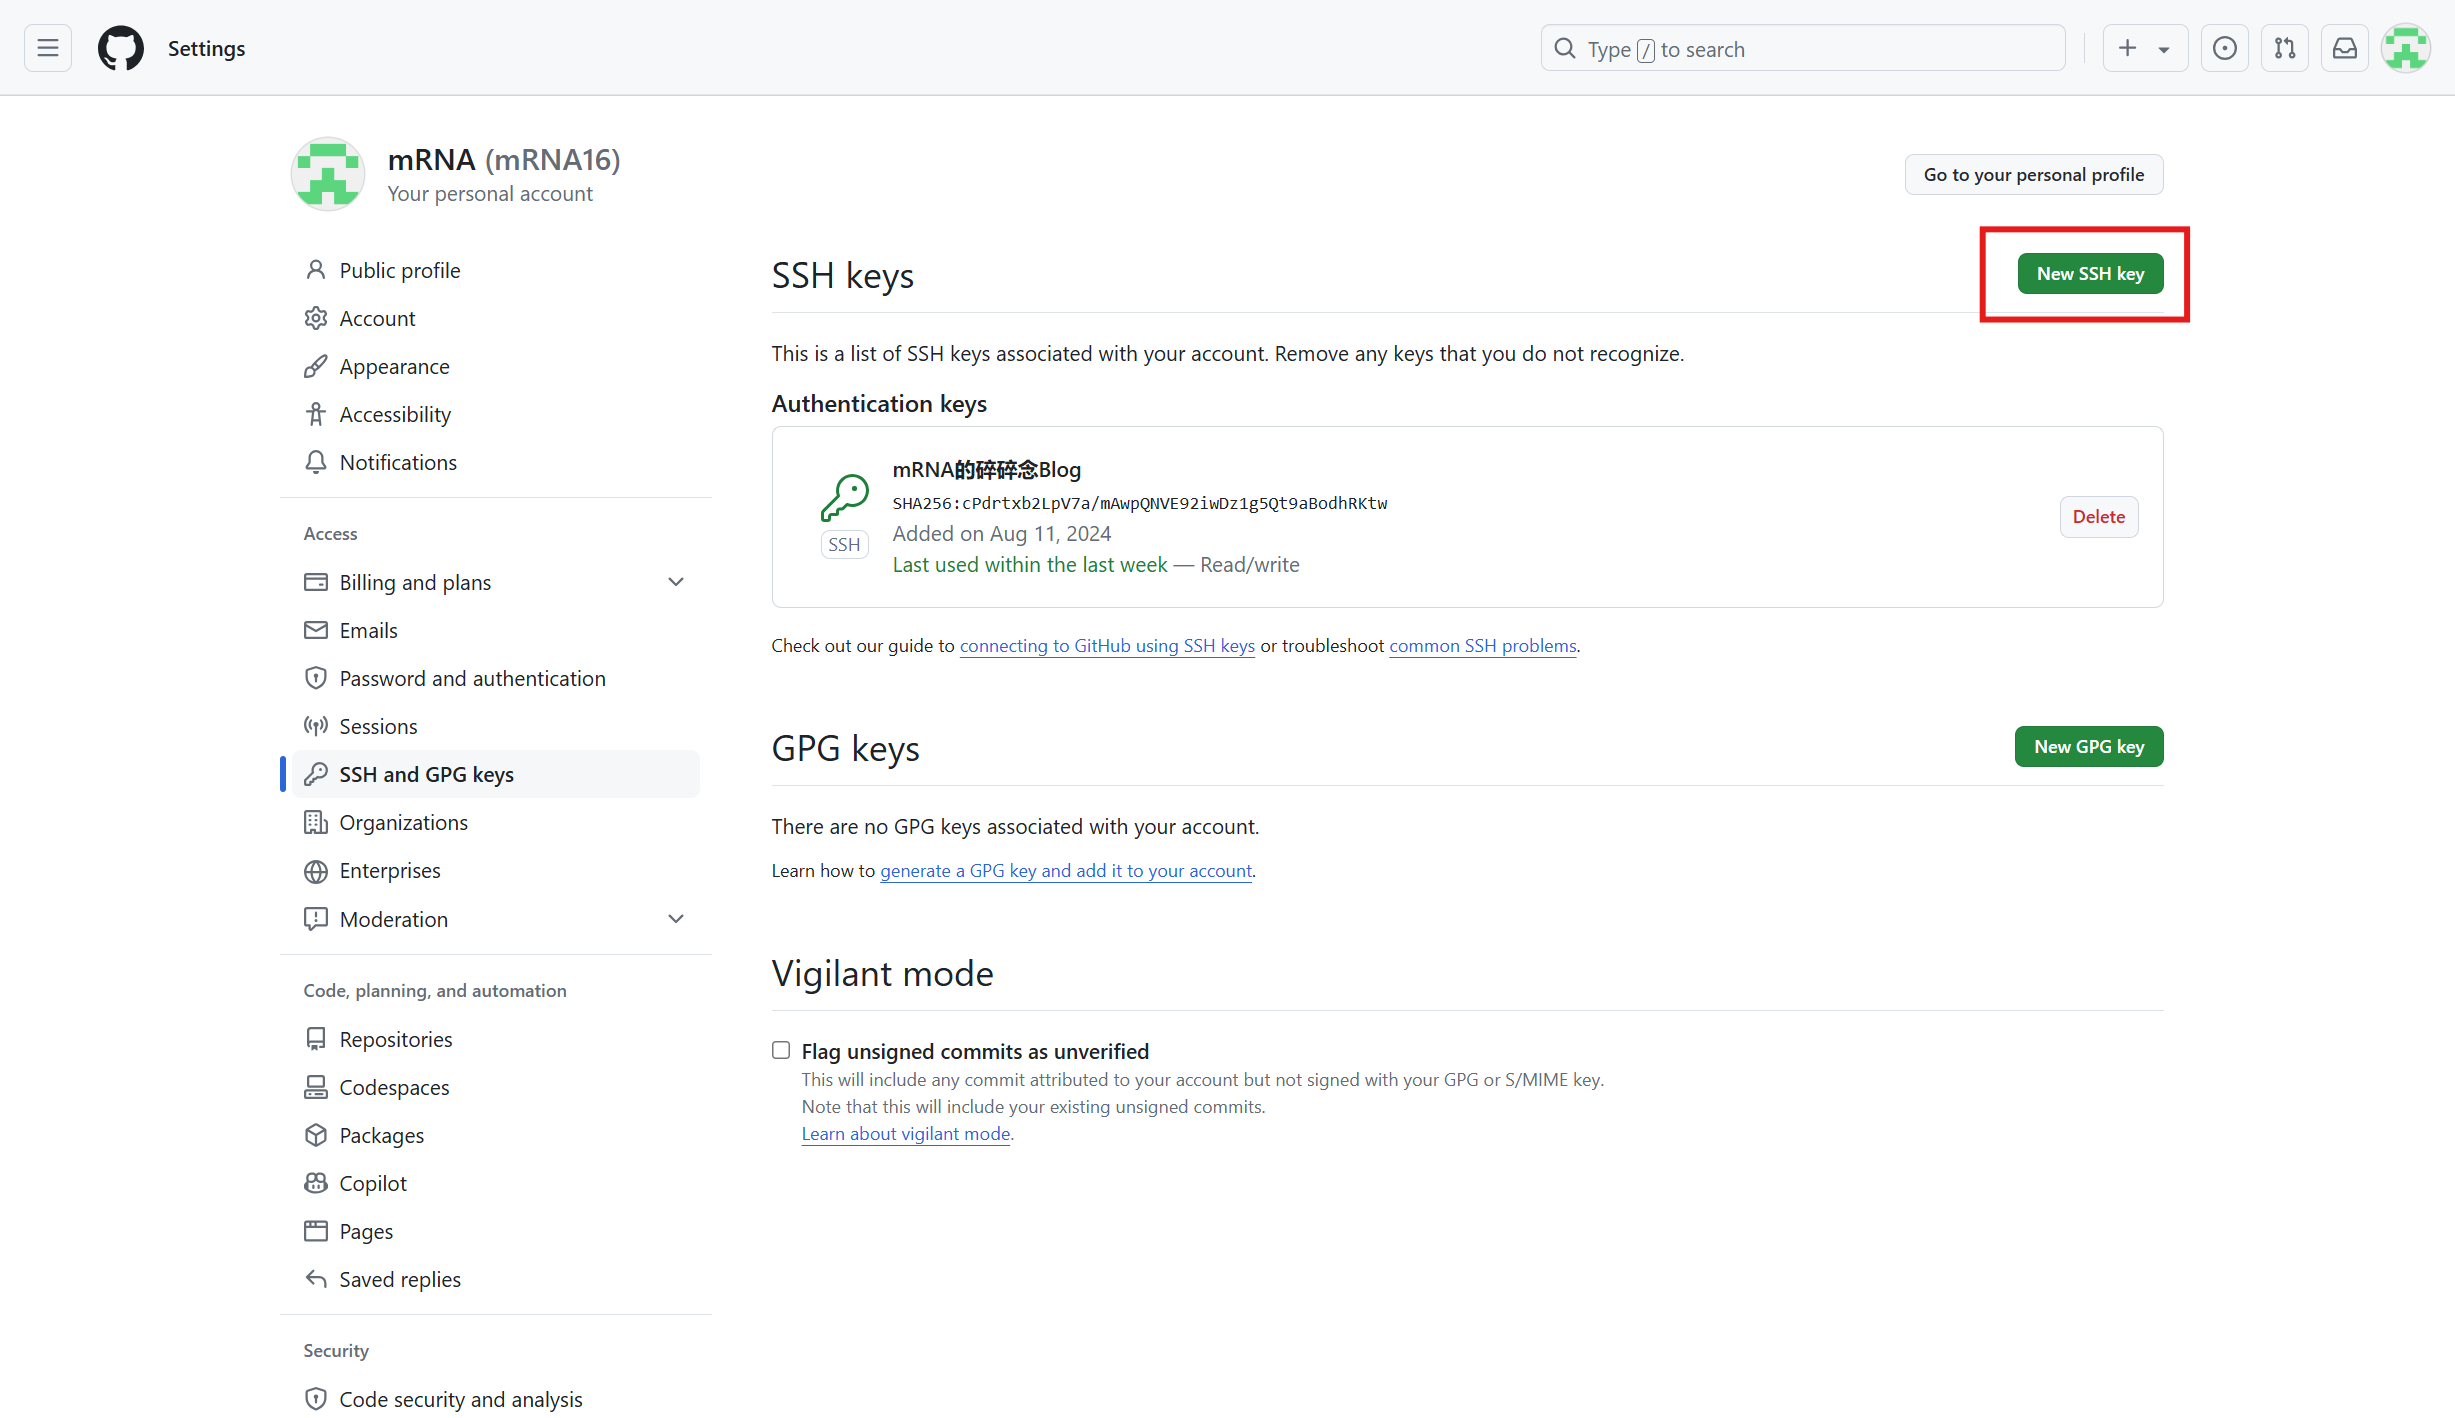 Settings
Type / to search
mRNA (mRNA16)
Your personal account
Go to your personal profile
Public profile
Account
Appearance
Accessibility
Notifications
Access
Billing and plans
Emails
Password and authentication
Sessions
SSH and GPG keys
Organizations
Enterprises
Moderation
Code, planning, and automation
Repositories
Codespaces
Packages
Copilot
Pages
Saved replies
Security
Code security and analysis
SSH keys
New SSH key
This is a list of SSH keys associated with your account. Remove any keys that you do not recognize.
Authentication keys
mRNA的碎碎念Blog
SHA256:cPdrtxb2LpV7a/mAwpQNVE92iwDz1g5Qt9aBodhRKtw
Added on Aug 11, 2024
Last used within the last week — Read/write
SSH
Delete
Check out our guide to connecting to GitHub using SSH keys or troubleshoot common SSH problems.
GPG keys
New GPG key
There are no GPG keys associated with your account.
Learn how to generate a GPG key and add it to your account.
Vigilant mode
Flag unsigned commits as unverified
This will include any commit attributed to your account but not signed with your GPG or S/MIME key.
Note that this will include your existing unsigned commits.
Learn about vigilant mode.